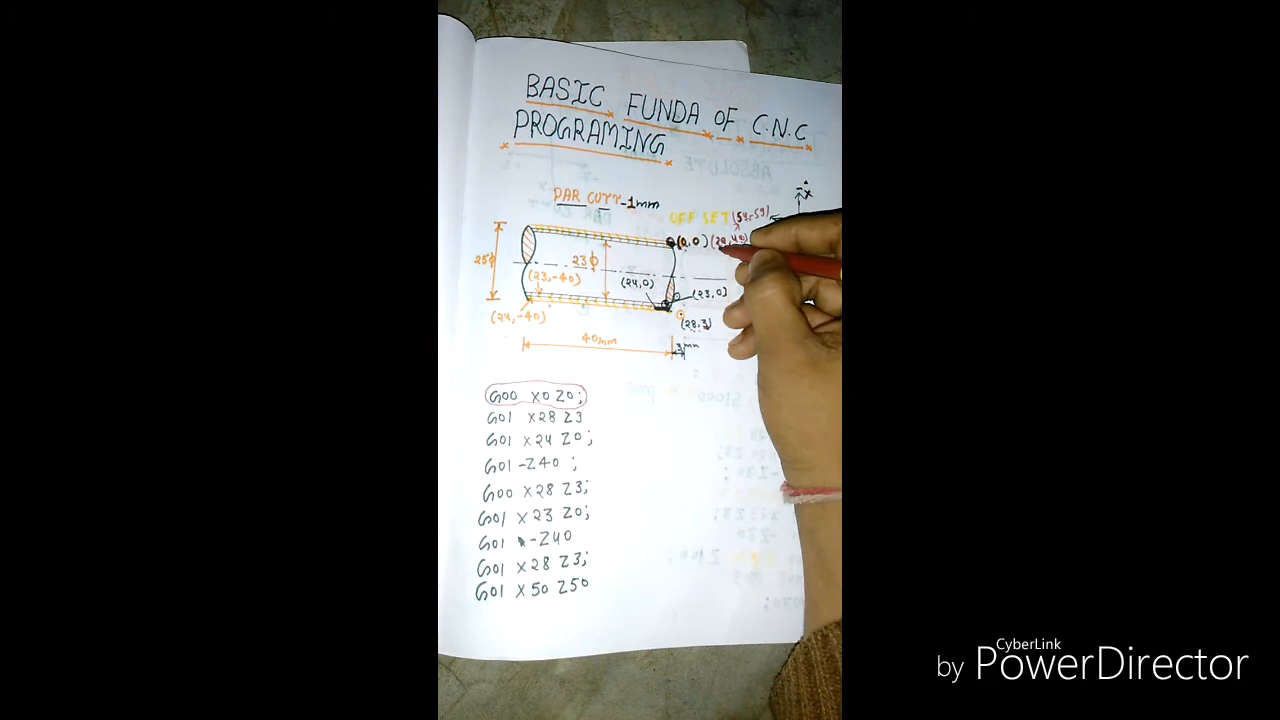 BASIC FUNDA OF C.N.C
PROGRAMING
PAR CUTT-1mm
OFF SET
x
(0,0)
25φ
23φ
(23,-40)
(24,0)
(23,0)
(28,3)
(24,-40)
40mm
3mm
G00 X0 Z0;
G01 X28 Z3
G01 X24 Z0;
G01 -Z40 ;
G00 X28 Z3;
G01 X23 Z0;
G01 -Z40
G01 X28 Z3;
G01 X50 Z50
CyberLink
by PowerDirector